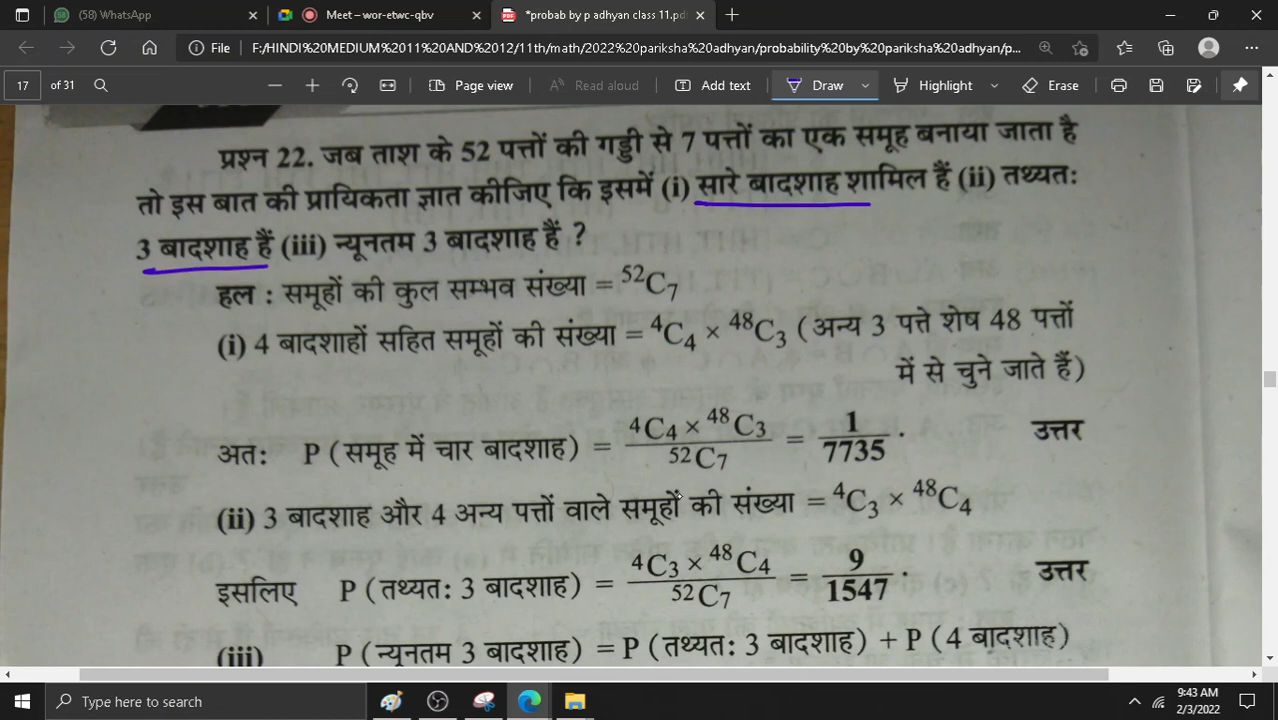 (58) WhatsApp
Meet – wor-etwc-qbv
*probab by p adhyan class 11.pd
File
F:/HINDI%20MEDIUM%2011%20AND%2012/11th/math/2022%20pariksha%20adhyan/probability%20by%20pariksha%20adhyan/p...
17 of 31
Page view
Read aloud
Add text
Draw
Highlight
Erase
प्रश्न 22. जब ताश के 52 पत्तों की गड्डी से 7 पत्तों का एक समूह बनाया जाता है
तो इस बात की प्रायिकता ज्ञात कीजिए कि इसमें (i) सारे बादशाह शामिल हैं (ii) तथ्यत:
3 बादशाह हैं (iii) न्यूनतम 3 बादशाह हैं ?
हल : समूहों की कुल सम्भव संख्या = ⁵²C₇
(i) 4 बादशाहों सहित समूहों की संख्या = ⁴C₄ × ⁴⁸C₃ (अन्य 3 पत्ते शेष 48 पत्तों
में से चुने जाते हैं)
अत: P (समूह में चार बादशाह) = ⁴C₄ × ⁴⁸C₃ / ⁵²C₇ = 1 / 7735 . उत्तर
(ii) 3 बादशाह और 4 अन्य पत्तों वाले समूहों की संख्या = ⁴C₃ × ⁴⁸C₄
इसलिए P (तथ्यत: 3 बादशाह) = ⁴C₃ × ⁴⁸C₄ / ⁵²C₇ = 9 / 1547 . उत्तर
(iii) P (न्यूनतम 3 बादशाह) = P (तथ्यत: 3 बादशाह) + P (4 बादशाह)
Type here to search
9:43 AM
2/3/2022